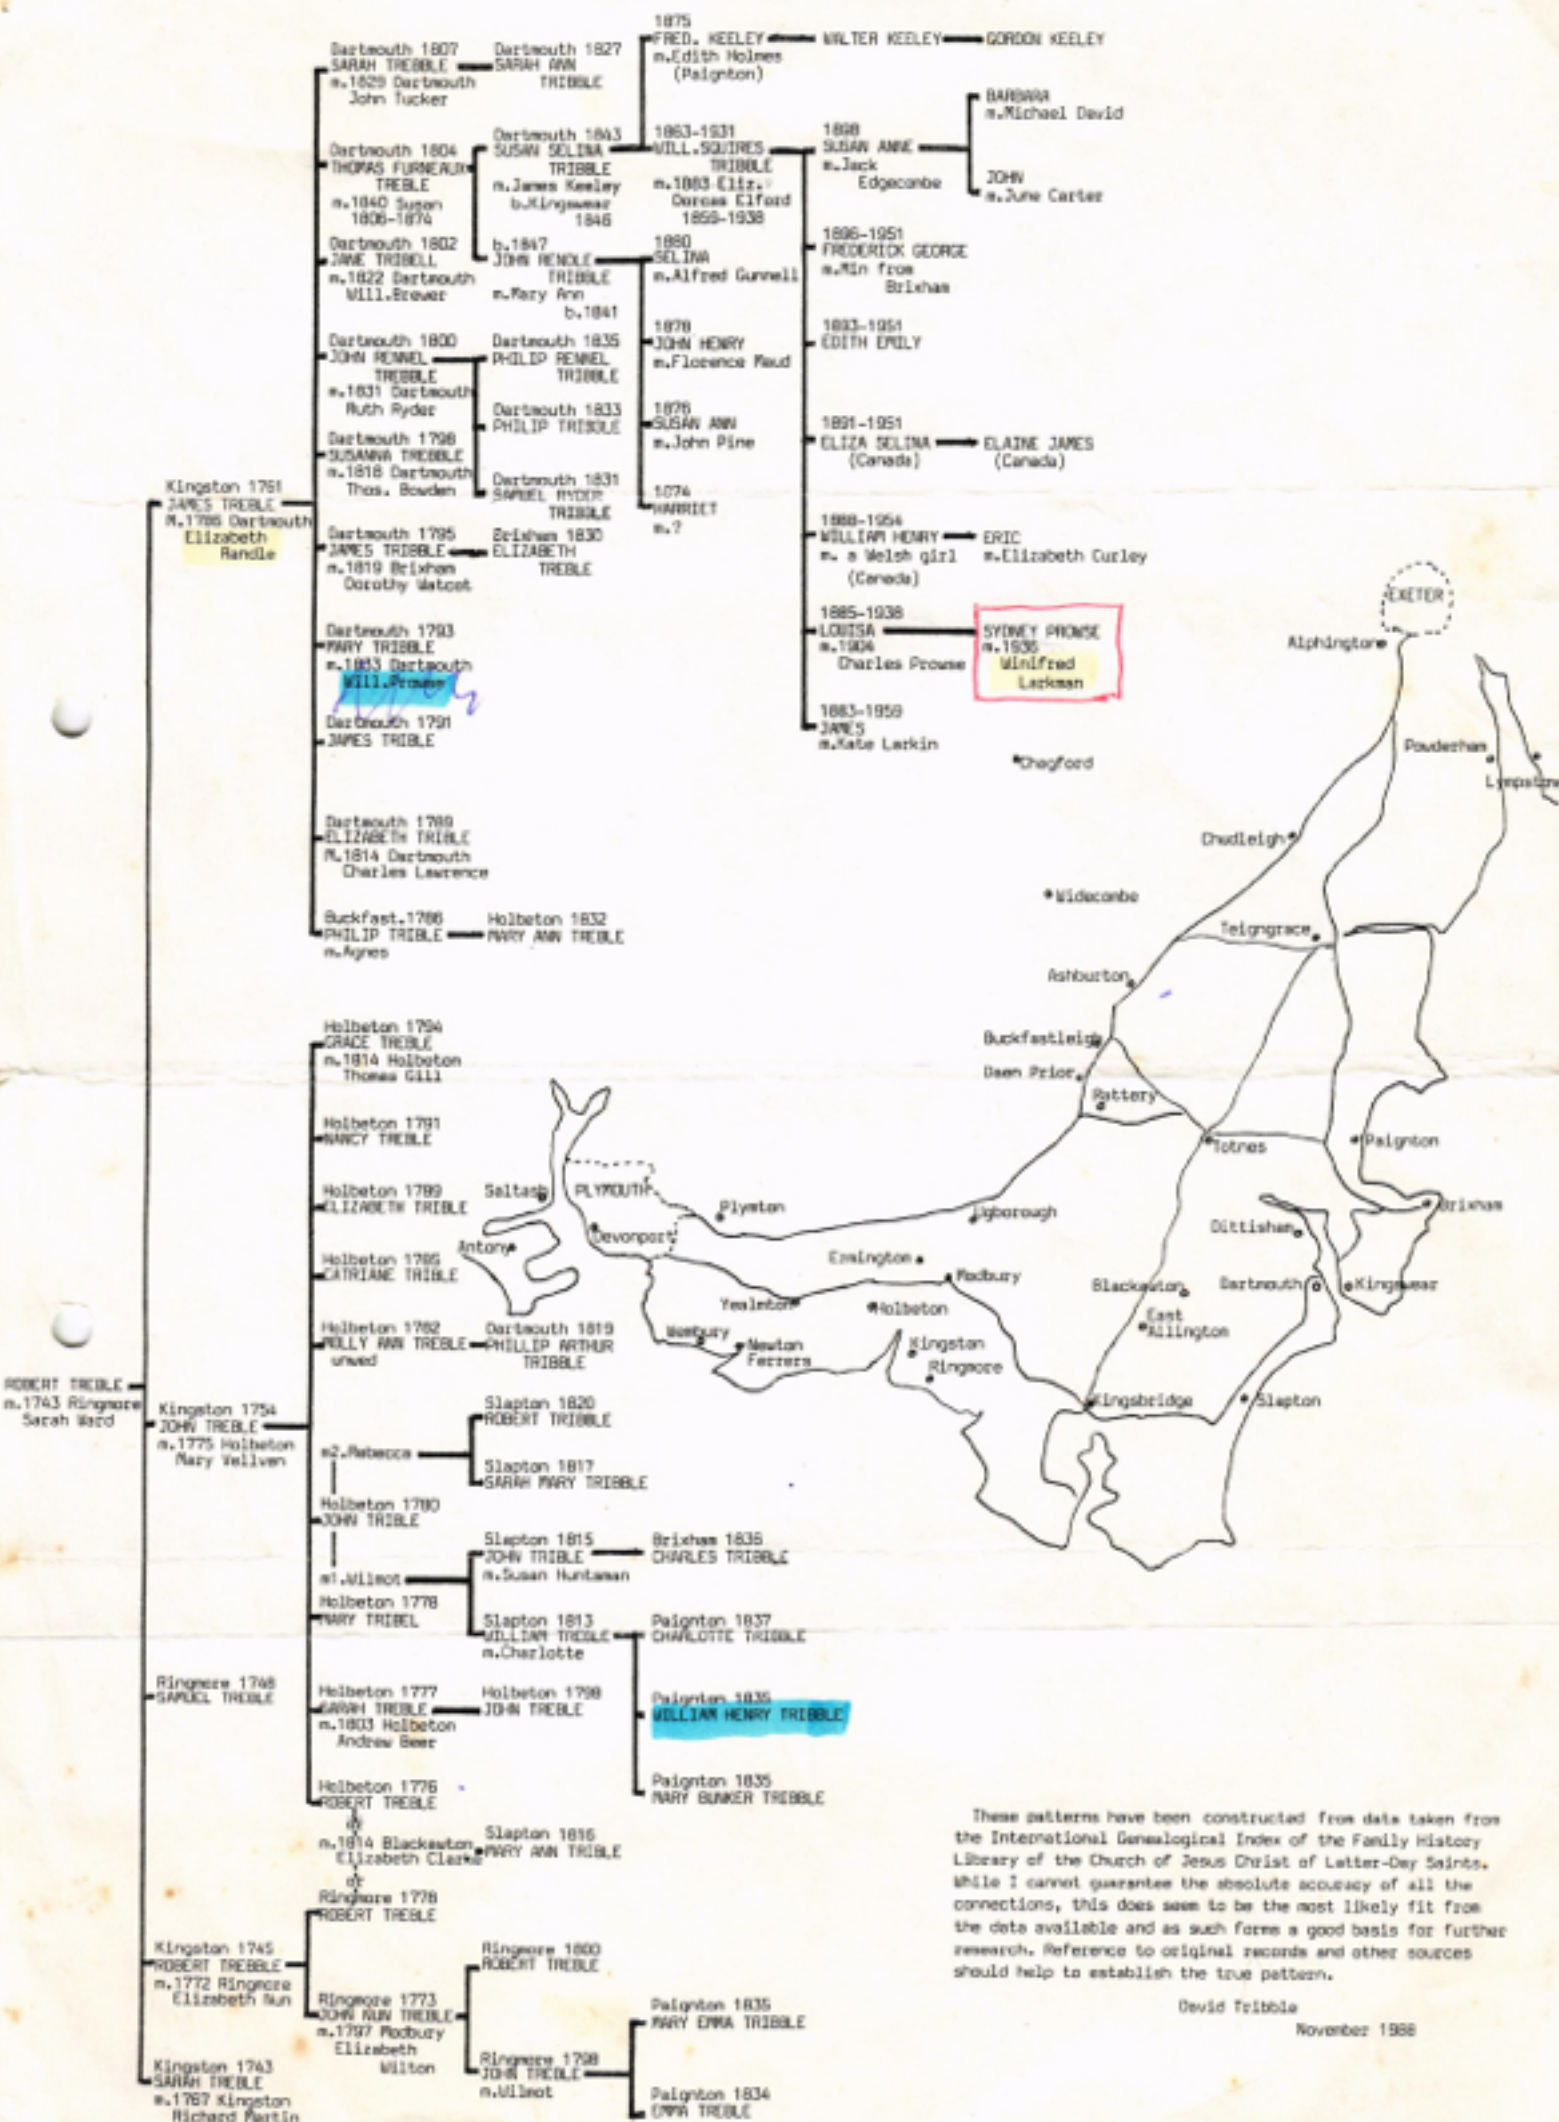 Dartmouth 1807
SARAH TREBBLE
m.1829 Dartmouth
John Tucker
Dartmouth 1827
SARAH ANN
TRIBBLE
1875
FRED. KEELEY
m.Edith Holmes
(Paignton)
WALTER KEELEY
GORDON KEELEY
Dartmouth 1804
THOMAS FURNEAUX
TREBLE
m.1840 Susan
1806-1874
Dartmouth 1843
SUSAN SELINA
TRIBBLE
m.James Keeley
b.Kingswear
1846
1863-1931
WILL.SQUIRES
TRIBBLE
m.1883 Eliz.
Dorcas Elford
1859-1938
1898
SUSAN ANNE
m.Jack
Edgecombe
BARBARA
m.Michael David
JOHN
m.June Carter
Dartmouth 1802
JANE TRIBELL
m.1822 Dartmouth
Will.Brewer
b.1847
JOHN RENDLE
TRIBBLE
m.Mary Ann
b.1841
1880
SELINA
m.Alfred Gunnell
1896-1951
FREDERICK GEORGE
m.Min from
Brixham
Dartmouth 1800
JOHN RENNEL
TREBBLE
m.1831 Dartmouth
Ruth Ryder
Dartmouth 1835
PHILIP RENNEL
TRIBBLE
1878
JOHN HENRY
m.Florence Maud
1893-1951
EDITH EMILY
Dartmouth 1833
PHILIP TRIBBLE
1876
SUSAN ANN
m.John Pine
1891-1951
ELIZA SELINA
(Canada)
ELAINE JAMES
(Canada)
Dartmouth 1798
SUSANNA TREBBLE
m.1818 Dartmouth
Thos. Bowden
Dartmouth 1831
SAMUEL RYDER
TRIBBLE
1874
HARRIET
m.?
Kingston 1761
JAMES TREBLE
M.1786 Dartmouth
Elizabeth
Randle
Dartmouth 1795
JAMES TRIBBLE
m.1819 Brixham
Dorothy Watcot
Brixham 1830
ELIZABETH
TREBLE
1888-1954
WILLIAM HENRY
m. a Welsh girl
(Canada)
ERIC
m.Elizabeth Curley
Dartmouth 1793
MARY TRIBBLE
m.1833 Dartmouth
Will.Prowse
1885-1938
LOUISA
m.1904
Charles Prowse
SYDNEY PROWSE
m.1936
Winifred
Larkman
Dartmouth 1791
JAMES TRIBLE
1883-1959
JAMES
m.Kate Larkin
Dartmouth 1789
ELIZABETH TRIBLE
M.1814 Dartmouth
Charles Lawrence
Buckfast.1786
PHILIP TRIBLE
m.Agnes
Holbeton 1832
MARY ANN TREBLE
Holbeton 1794
GRACE TREBLE
m.1814 Holbeton
Thomas Gill
Holbeton 1791
NANCY TREBLE
Holbeton 1789
ELIZABETH TRIBLE
Holbeton 1785
CATRIANE TRIBLE
Holbeton 1782
MOLLY ANN TREBLE
unwed
Dartmouth 1819
PHILLIP ARTHUR
TRIBBLE
ROBERT TREBLE
m.1743 Ringmore
Sarah Ward
Kingston 1754
JOHN TREBLE
m.1775 Holbeton
Mary Vellven
m2.Rebecca
Slapton 1820
ROBERT TRIBBLE
Slapton 1817
SARAH MARY TRIBBLE
Holbeton 1780
JOHN TRIBLE
m1.Wilmot
Slapton 1815
JOHN TRIBLE
m.Susan Huntsman
Brixham 1836
CHARLES TRIBBLE
Holbeton 1778
MARY TRIBEL
Slapton 1813
WILLIAM TREBLE
m.Charlotte
Paignton 1837
CHARLOTTE TRIBBLE
Ringmore 1748
SAMUEL TREBLE
Holbeton 1777
SARAH TREBLE
m.1803 Holbeton
Andrew Beer
Holbeton 1798
JOHN TREBLE
Paignton 1835
WILLIAM HENRY TRIBBLE
Holbeton 1776
ROBERT TREBLE
Paignton 1835
MARY BUNKER TRIBBLE
or
m.1814 Blackawton
Elizabeth Clarke
or
Slapton 1816
MARY ANN TRIBLE
Ringmore 1778
ROBERT TREBLE
Kingston 1745
ROBERT TREBBLE
m.1772 Ringmore
Elizabeth Nun
Ringmore 1800
ROBERT TREBLE
Ringmore 1773
JOHN NUN TREBLE
m.1797 Modbury
Elizabeth
Wilton
Paignton 1835
MARY EMMA TRIBBLE
Kingston 1743
SARAH TREBLE
m.1767 Kingston
Richard Martin
Ringmore 1798
JOHN TREBLE
m.Wilmot
Paignton 1834
EMMA TREBLE
EXETER
Alphington
Powderham
Lympstone
Chagford
Chudleigh
Widecombe
Teigngrace
Ashburton
Buckfastleigh
Dean Prior
Rattery
Totnes
Paignton
Saltash
PLYMOUTH
Plymton
Ugborough
Brixham
Dittisham
Antony
Devonport
Ermington
Modbury
Blackawton
Dartmouth
Kingswear
Yealmton
Holbeton
East
Allington
Wembury
Newton
Ferrers
Kingston
Ringmore
Kingsbridge
Slapton
These patterns have been constructed from data taken from
the International Genealogical Index of the Family History
Library of the Church of Jesus Christ of Latter-Day Saints.
While I cannot guarantee the absolute accuracy of all the
connections, this does seem to be the most likely fit from
the data available and as such forms a good basis for further
research. Reference to original records and other sources
should help to establish the true pattern.
David Tribble
November 1988